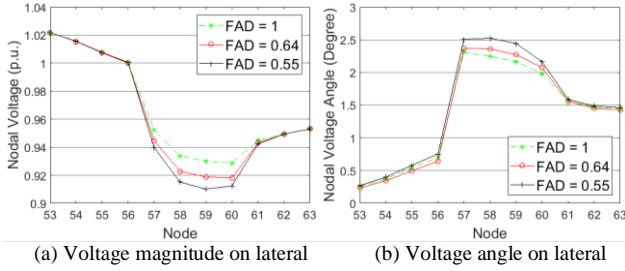 Nodal Voltage (p.u.)
1.04
1.02
1
0.98
0.96
0.94
0.92
0.9
53 54 55 56 57 58 59 60 61 62 63
Node
FAD = 1
FAD = 0.64
FAD = 0.55
(a) Voltage magnitude on lateral
Nodal Voltage Angle (Degree)
3
2.5
2
1.5
1
0.5
0
53 54 55 56 57 58 59 60 61 62 63
Node
FAD = 1
FAD = 0.64
FAD = 0.55
(b) Voltage angle on lateral